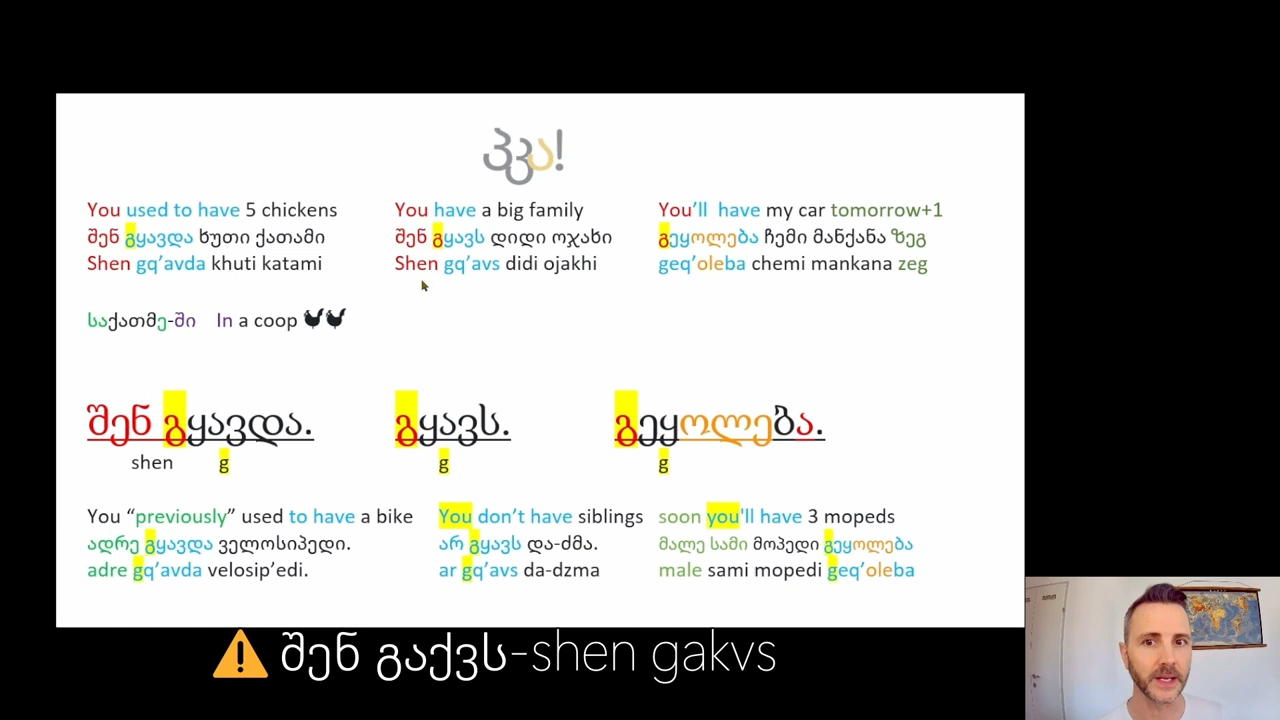 ჰვა!
You used to have 5 chickens
შენ გყავდა ხუთი ქათამი
Shen gq’avda khuti katami
You have a big family
შენ გყავს დიდი ოჯახი
Shen gq’avs didi ojakhi
You’ll have my car tomorrow+1
გეყოლება ჩემი მანქანა ზეგ
geq’oleba chemi mankana zeg
საქათმე-ში In a coop
შენ გყავდა.
shen g
გყავს.
g
გეყოლება.
g
You “previously” used to have a bike
ადრე გყავდა ველოსიპედი.
adre gq’avda velosip’edi.
You don’t have siblings
არ გყავს და-ძმა.
ar gq’avs da-dzma
soon you'll have 3 mopeds
მალე სამი მოპედი გეყოლება
male sami mopedi geq’oleba
შენ გაქვს-shen gakvs